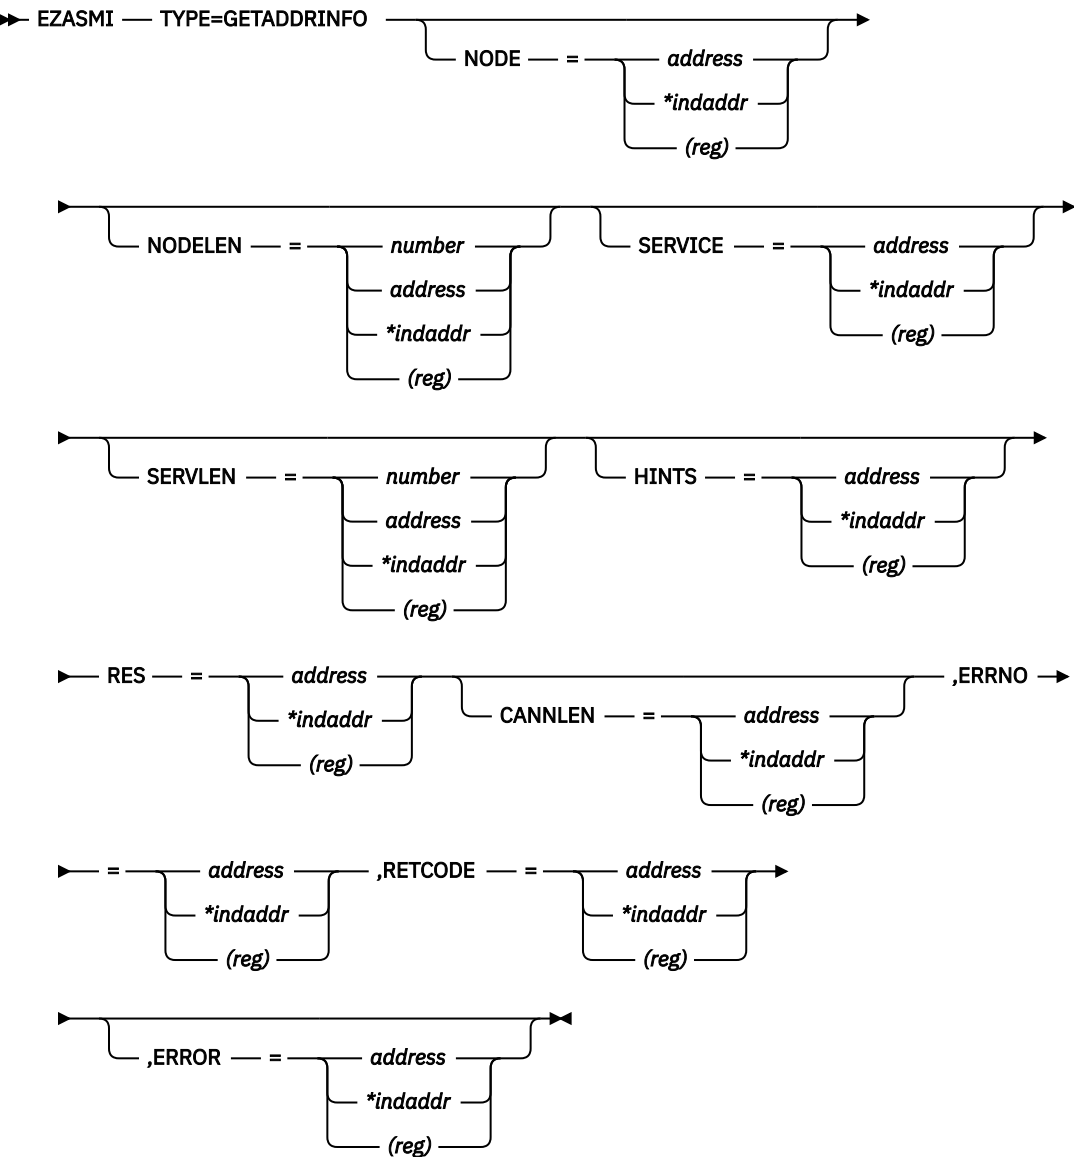 EZASMI TYPE=GETADDRINFO
NODE = address
*indaddr
(reg)
NODELEN = number SERVICE = address
address *indaddr
*indaddr (reg)
(reg)
SERVLEN = number HINTS = address
address *indaddr
*indaddr (reg)
(reg)
RES = address ,ERRNO
*indaddr CANNLEN = address
(reg) *indaddr
(reg)
= address ,RETCODE = address
*indaddr *indaddr
(reg) (reg)
,ERROR = address
*indaddr
(reg)